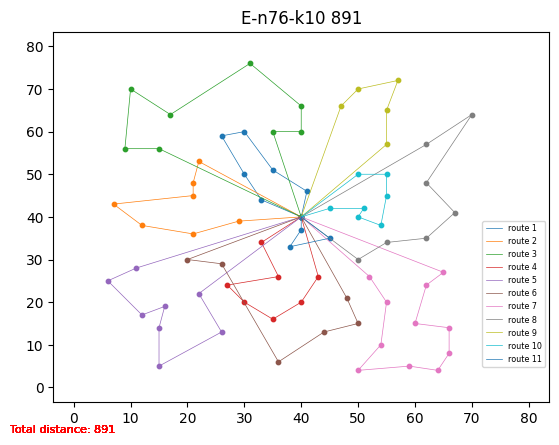 E-n76-k10 891
80
70
60
50
40
30
20
10
0
0 10 20 30 40 50 60 70 80
route 1
route 2
route 3
route 4
route 5
route 6
route 7
route 8
route 9
route 10
route 11
Total distance: 891